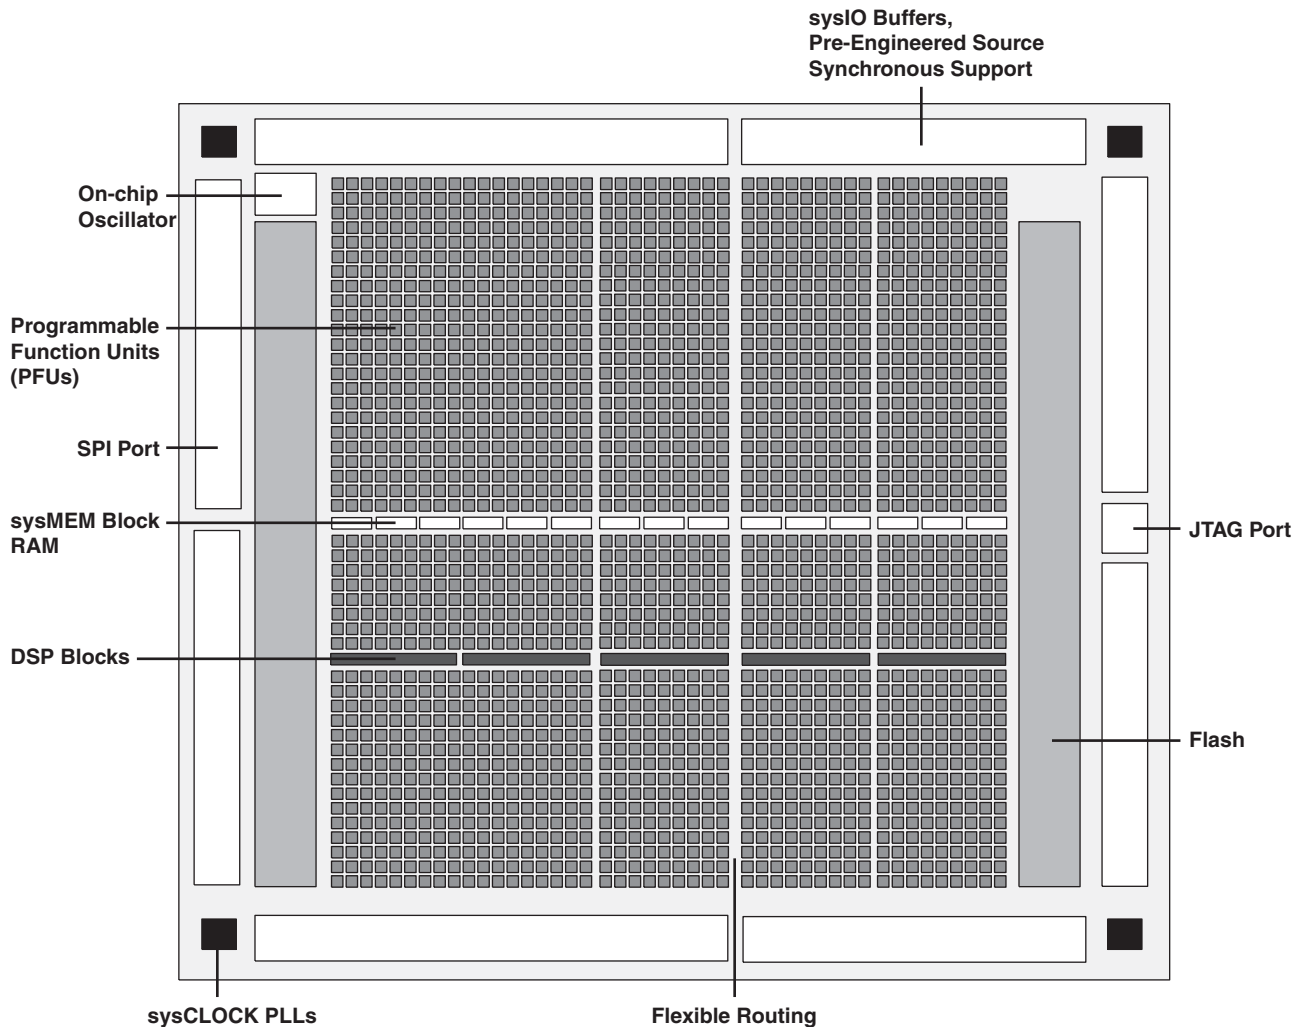 sysIO Buffers,
Pre-Engineered Source
Synchronous Support
On-chip
Oscillator
Programmable
Function Units
(PFUs)
SPI Port
sysMEM Block
RAM
JTAG Port
DSP Blocks
Flash
sysCLOCK PLLs
Flexible Routing